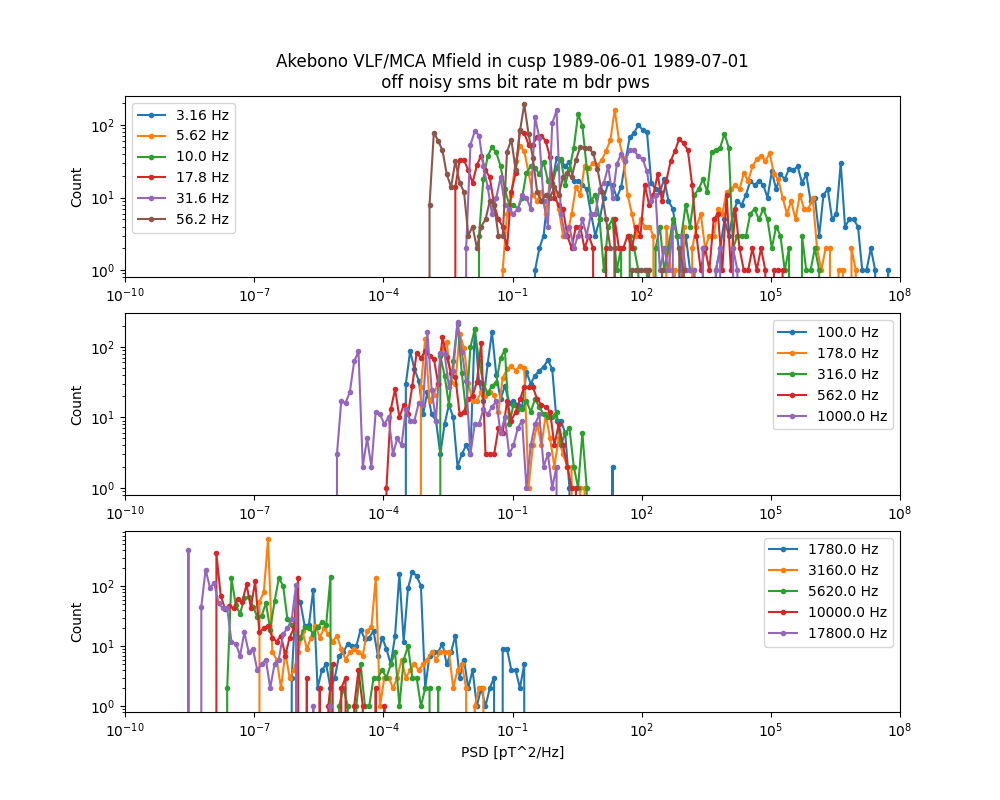 Akebono VLF/MCA Mfield in cusp 1989-06-01 1989-07-01
off noisy sms bit rate m bdr pws
Count
10^2
10^1
10^0
3.16 Hz
5.62 Hz
10.0 Hz
17.8 Hz
31.6 Hz
56.2 Hz
10^-10 10^-7 10^-4 10^-1 10^2 10^5 10^8
Count
10^2
10^1
10^0
100.0 Hz
178.0 Hz
316.0 Hz
562.0 Hz
1000.0 Hz
10^-10 10^-7 10^-4 10^-1 10^2 10^5 10^8
Count
10^2
10^1
10^0
1780.0 Hz
3160.0 Hz
5620.0 Hz
10000.0 Hz
17800.0 Hz
10^-10 10^-7 10^-4 10^-1 10^2 10^5 10^8
PSD [pT^2/Hz]